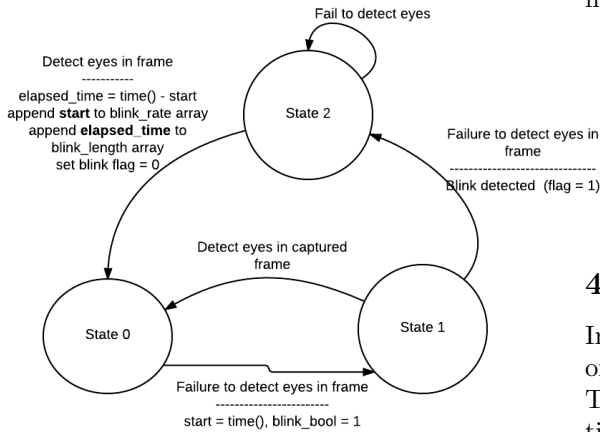 Fail to detect eyes
Detect eyes in frame
-----------
elapsed_time = time() - start
append start to blink_rate array
append elapsed_time to
blink_length array
set blink flag = 0
State 2
Failure to detect eyes in
frame
-----------------------------
Blink detected  (flag = 1)
Detect eyes in captured
frame
State 0
State 1
Failure to detect eyes in frame
-----------------------
start = time(), blink_bool = 1
4